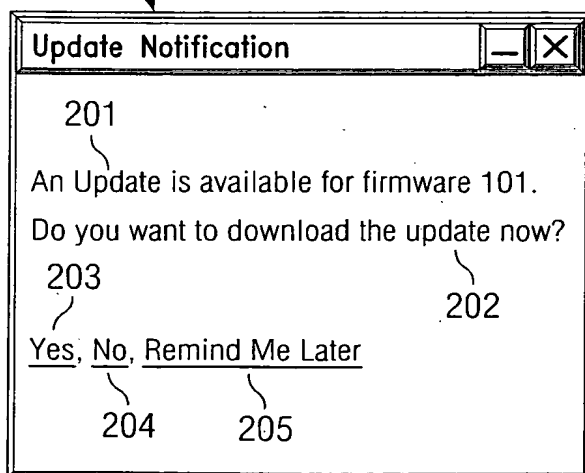 Update Notification
201
An Update is available for firmware 101.
Do you want to download the update now?
203
202
Yes, No, Remind Me Later
204 205